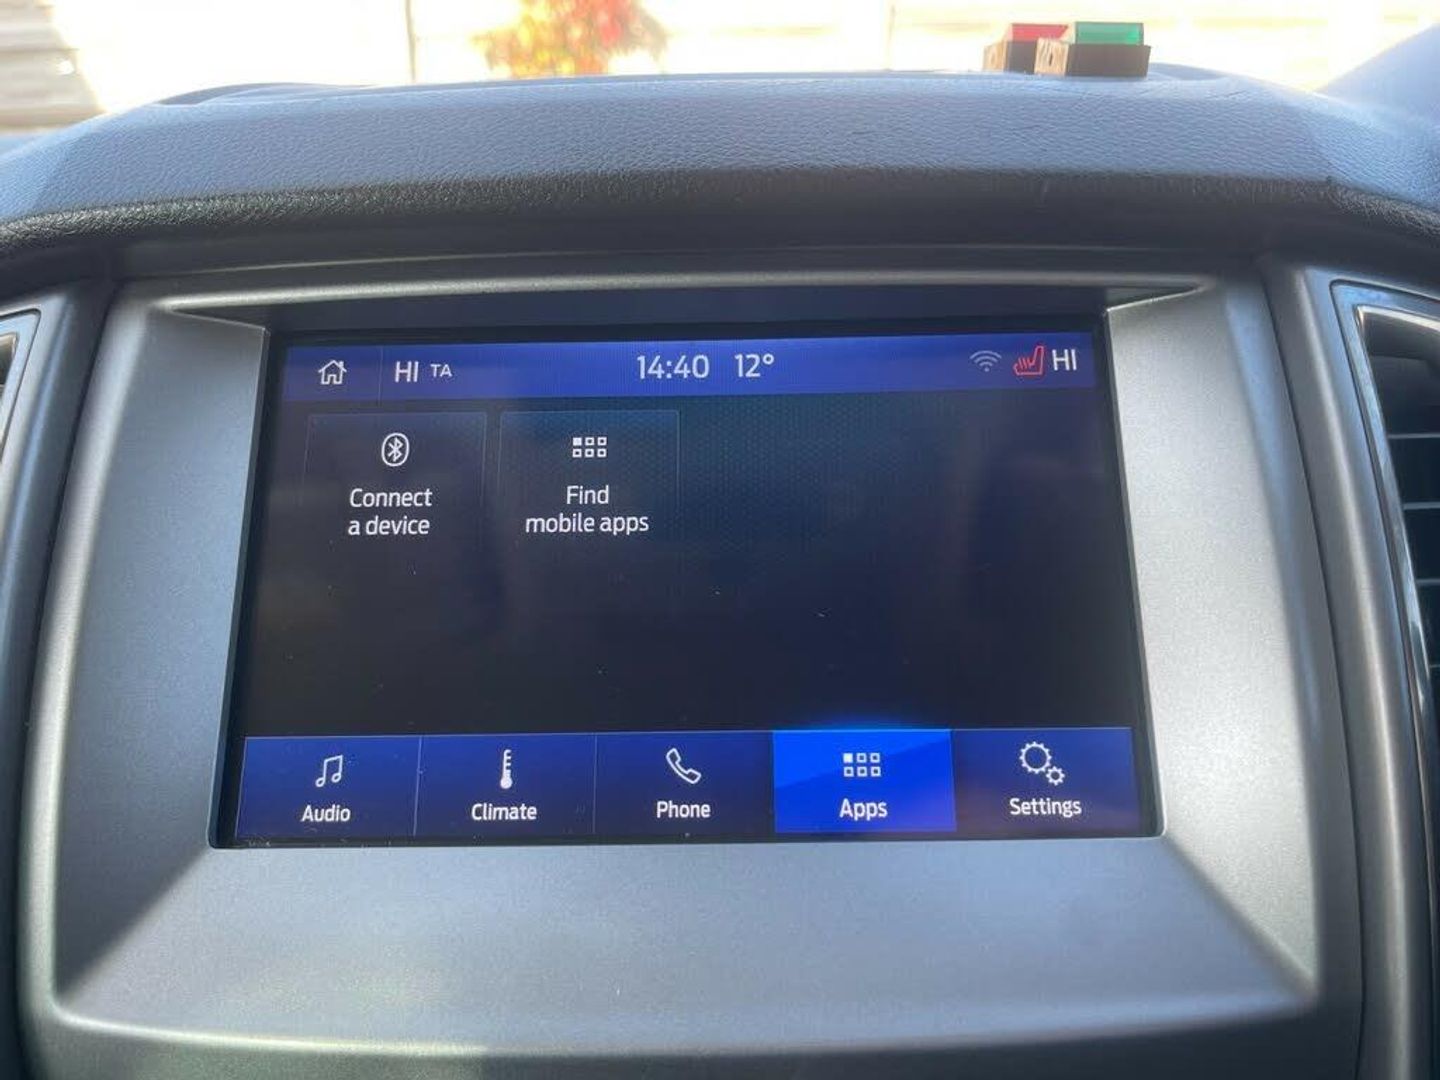 HI TA 14:40 12° HI
Connect
a device
Find
mobile apps
Audio Climate Phone Apps Settings